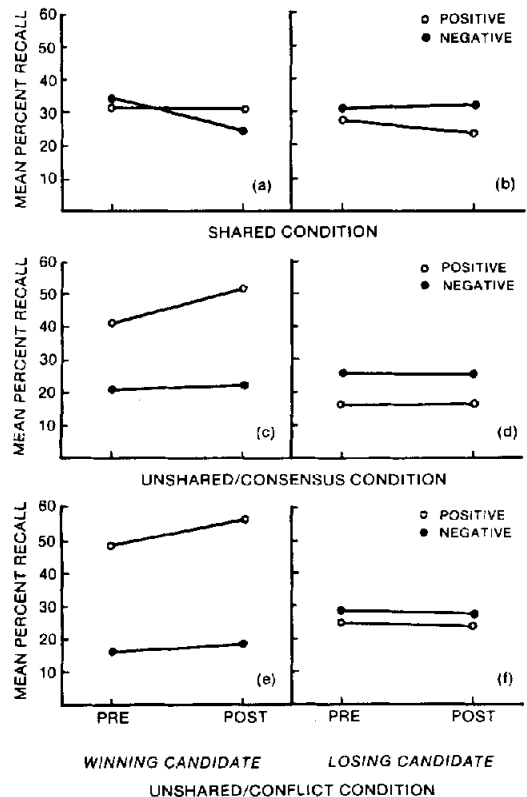 60
50
40
30
20
10
MEAN PERCENT RECALL
POSITIVE
NEGATIVE
(a)
(b)
SHARED CONDITION
60
50
40
30
20
10
MEAN PERCENT RECALL
POSITIVE
NEGATIVE
(c)
(d)
UNSHARED/CONSENSUS CONDITION
60
50
40
30
20
10
MEAN PERCENT RECALL
POSITIVE
NEGATIVE
(e)
(f)
PRE POST PRE POST
WINNING CANDIDATE LOSING CANDIDATE
UNSHARED/CONFLICT CONDITION